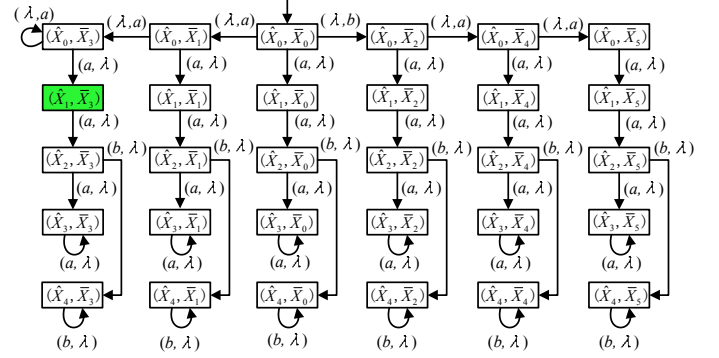 (λ,a) (λ,a) (λ,a) (λ,b) (λ,a) (λ,a)
(X̂₀, X̄₃) (X̂₀, X̄₁) (X̂₀, X̄₀) (X̂₀, X̄₂) (X̂₀, X̄₄) (X̂₀, X̄₅)
(a, λ) (a, λ) (a, λ) (a, λ) (a, λ) (a, λ)
(X̂₁, X̄₃) (X̂₁, X̄₁) (X̂₁, X̄₀) (X̂₁, X̄₂) (X̂₁, X̄₄) (X̂₁, X̄₅)
(a, λ) (a, λ) (a, λ) (a, λ) (a, λ) (a, λ)
(b, λ) (b, λ) (b, λ) (b, λ) (b, λ) (b, λ)
(X̂₂, X̄₃) (X̂₂, X̄₁) (X̂₂, X̄₀) (X̂₂, X̄₂) (X̂₂, X̄₄) (X̂₂, X̄₅)
(a, λ) (a, λ) (a, λ) (a, λ) (a, λ) (a, λ)
(X̂₃, X̄₃) (X̂₃, X̄₁) (X̂₃, X̄₀) (X̂₃, X̄₂) (X̂₃, X̄₄) (X̂₃, X̄₅)
(a, λ) (a, λ) (a, λ) (a, λ) (a, λ) (a, λ)
(X̂₄, X̄₃) (X̂₄, X̄₁) (X̂₄, X̄₀) (X̂₄, X̄₂) (X̂₄, X̄₄) (X̂₄, X̄₅)
(b, λ) (b, λ) (b, λ) (b, λ) (b, λ) (b, λ)